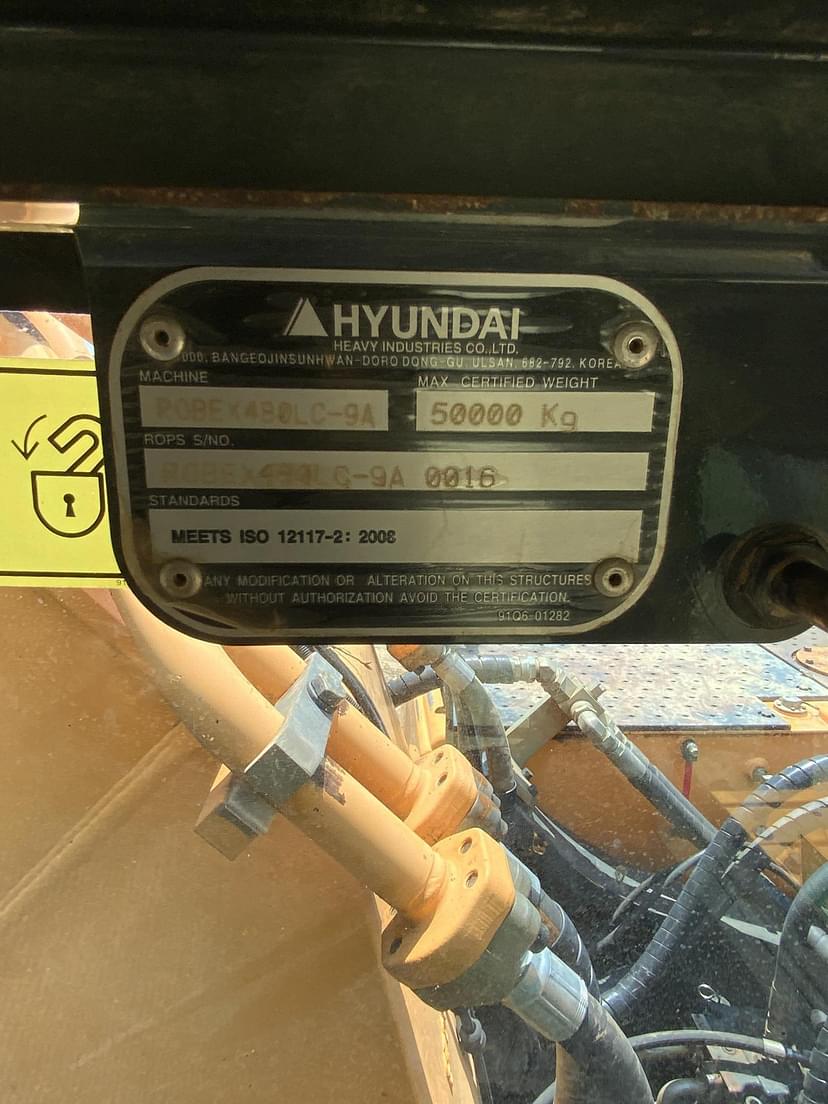 HYUNDAI
HEAVY INDUSTRIES CO.,LTD.
BANGEOJINSUNHWAN-DORO DONG-GU, ULSAN, 682-792, KOREA
MACHINE
MAX CERTIFIED WEIGHT
ROBEX480LC-9A
50000 Kg
ROPS S/NO.
ROBEX480LC-9A 0016
STANDARDS
MEETS ISO 12117-2: 2008
ANY MODIFICATION OR ALTERATION ON THIS STRUCTURES
WITHOUT AUTHORIZATION AVOID THE CERTIFICATION.
91Q6-01282